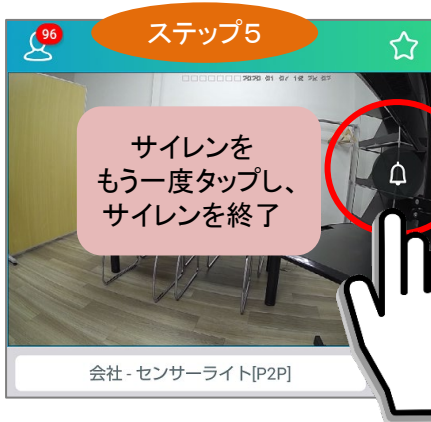 ステップ5
96
サイレンを
もう一度タップし、
サイレンを終了
会社 - センサーライト[P2P]